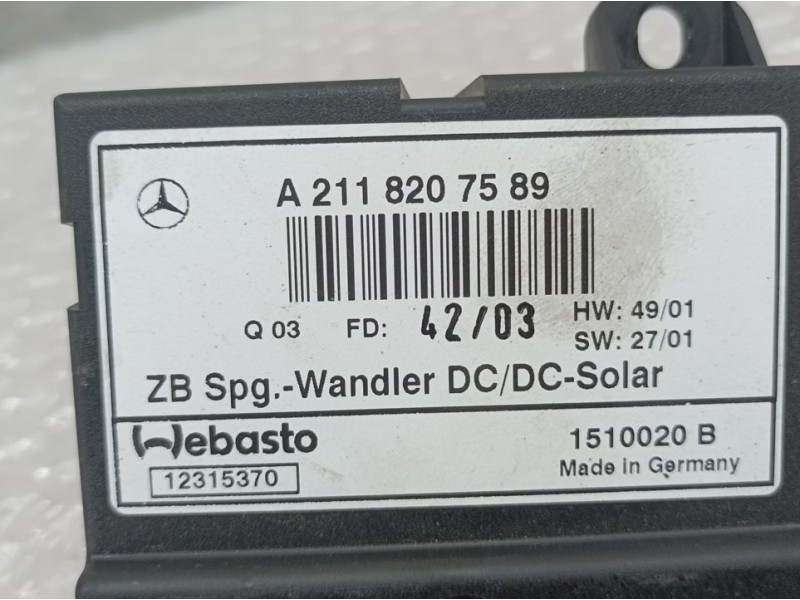 A 211 820 75 89
Q 03 FD: 42/03 HW: 49/01
SW: 27/01
ZB Spg.-Wandler DC/DC-Solar
Webasto 1510020 B
12315370 Made in Germany